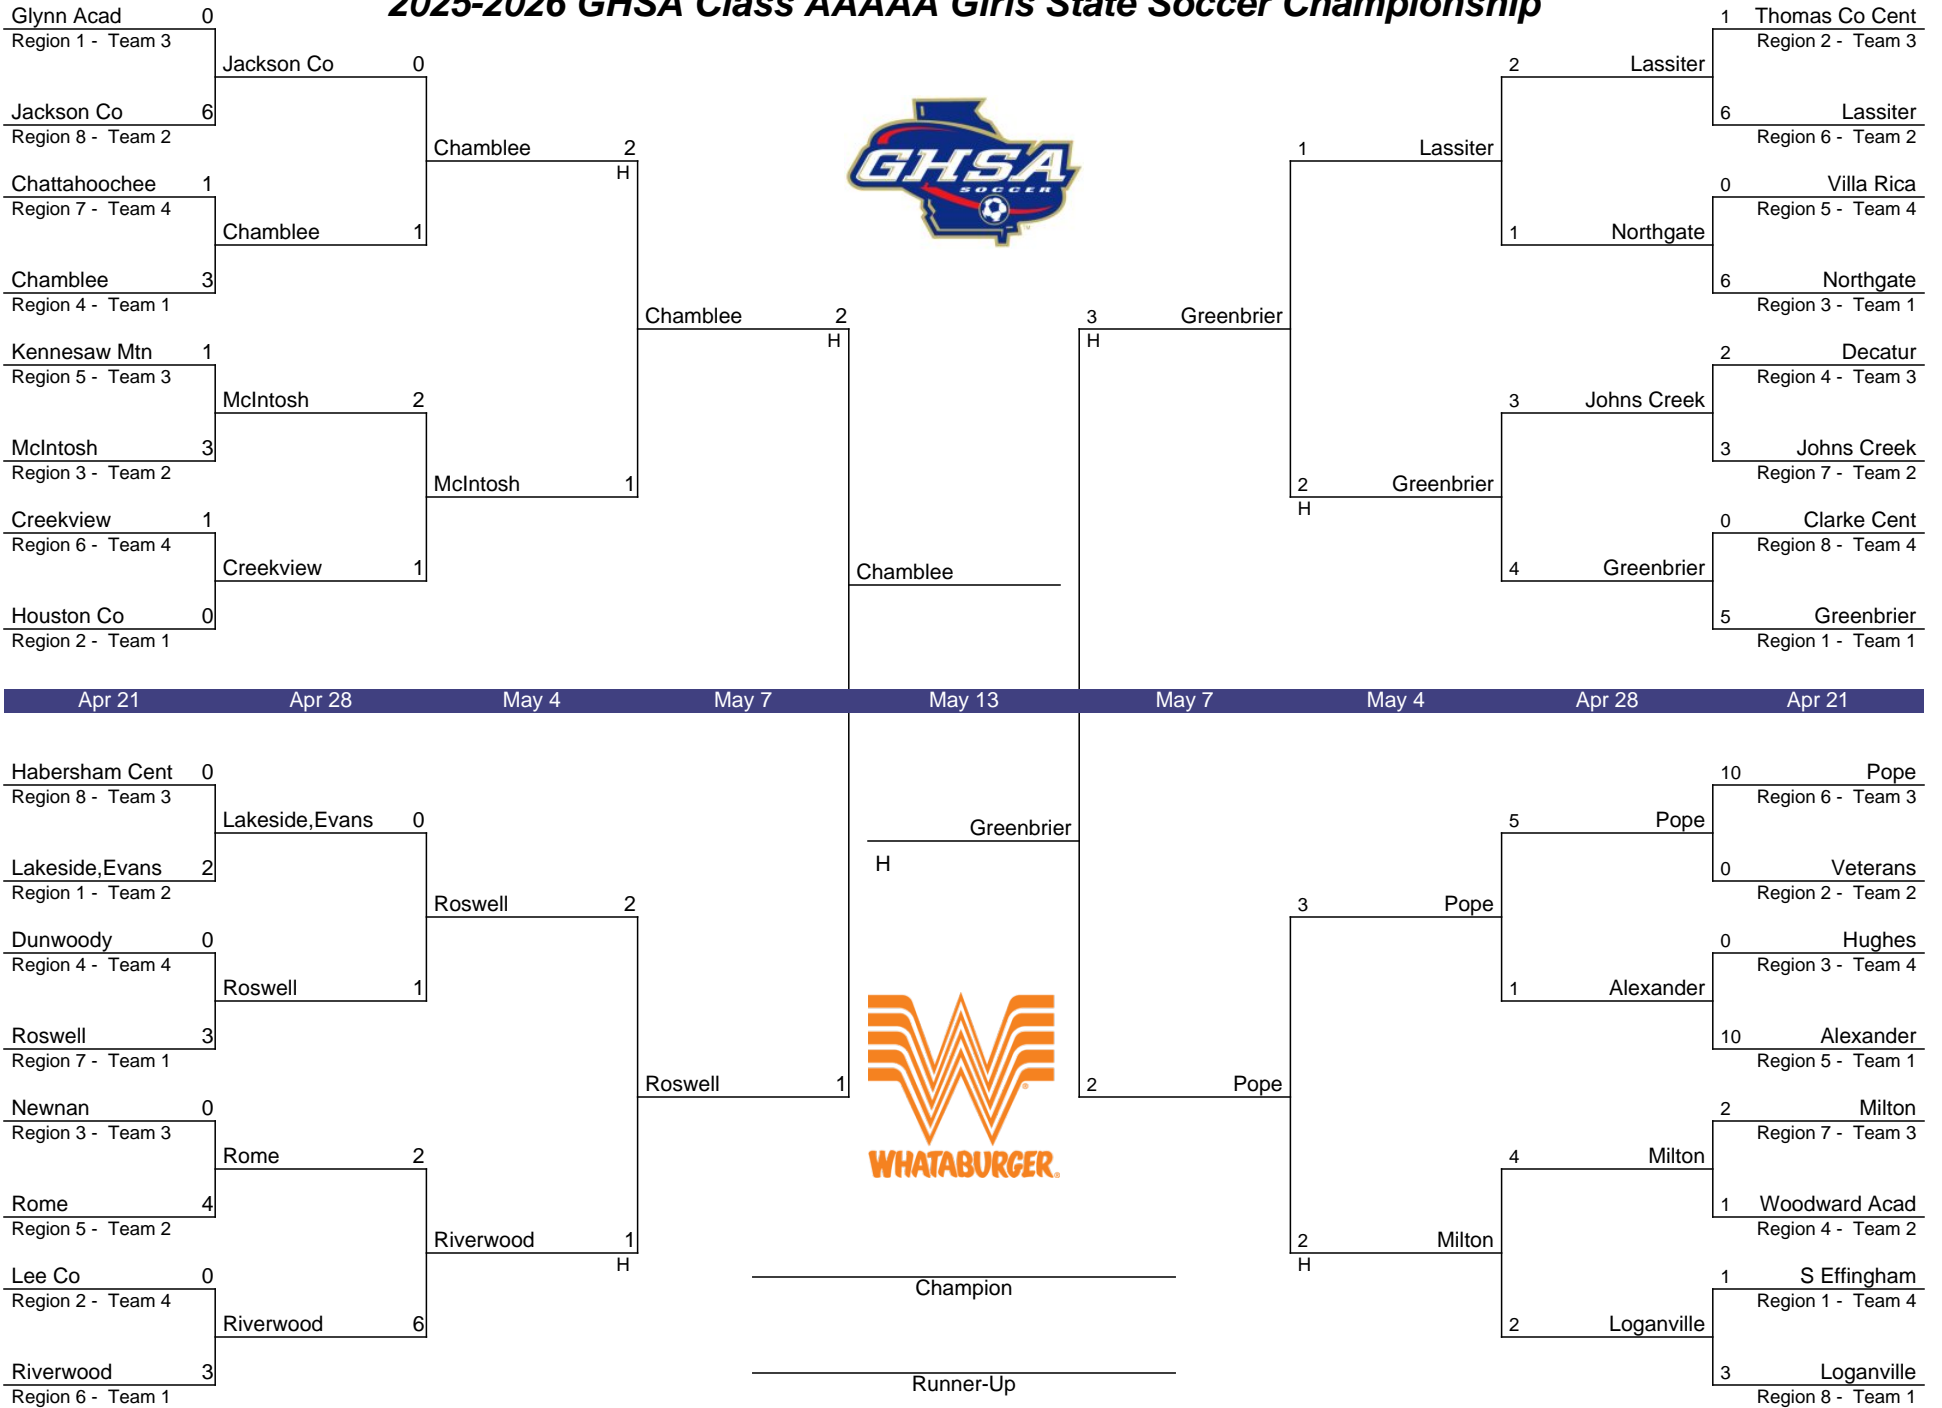 2025-2026 GHSA Class AAAAA Girls State Soccer Championship
Glynn Acad 0
Region 1 - Team 3
Jackson Co 0
Jackson Co 6
Region 8 - Team 2
Chamblee 2
H
Chattahoochee 1
Region 7 - Team 4
Chamblee 1
Chamblee 3
Region 4 - Team 1
Chamblee 2
H
Kennesaw Mtn 1
Region 5 - Team 3
McIntosh 2
McIntosh 3
Region 3 - Team 2
McIntosh 1
Creekview 1
Region 6 - Team 4
Creekview 1
Houston Co 0
Region 2 - Team 1
Chamblee
GHSA
SOCCER
1 Thomas Co Cent
Region 2 - Team 3
2 Lassiter
6 Lassiter
Region 6 - Team 2
1 Lassiter
0 Villa Rica
Region 5 - Team 4
1 Northgate
6 Northgate
Region 3 - Team 1
3 Greenbrier
H
2 Decatur
Region 4 - Team 3
3 Johns Creek
3 Johns Creek
Region 7 - Team 2
2 Greenbrier
H
0 Clarke Cent
Region 8 - Team 4
4 Greenbrier
5 Greenbrier
Region 1 - Team 1
Apr 21 Apr 28 May 4 May 7 May 13 May 7 May 4 Apr 28 Apr 21
Habersham Cent 0
Region 8 - Team 3
Lakeside,Evans 0
Lakeside,Evans 2
Region 1 - Team 2
Roswell 2
Dunwoody 0
Region 4 - Team 4
Roswell 1
Roswell 3
Region 7 - Team 1
Roswell 1
Newnan 0
Region 3 - Team 3
Rome 2
Rome 4
Region 5 - Team 2
Riverwood 1
H
Lee Co 0
Region 2 - Team 4
Riverwood 6
Riverwood 3
Region 6 - Team 1
Greenbrier
H
WHATABURGER
Champion
Runner-Up
10 Pope
Region 6 - Team 3
5 Pope
0 Veterans
Region 2 - Team 2
3 Pope
0 Hughes
Region 3 - Team 4
1 Alexander
10 Alexander
Region 5 - Team 1
2 Pope
2 Milton
Region 7 - Team 3
4 Milton
1 Woodward Acad
Region 4 - Team 2
2 Milton
H
1 S Effingham
Region 1 - Team 4
2 Loganville
3 Loganville
Region 8 - Team 1